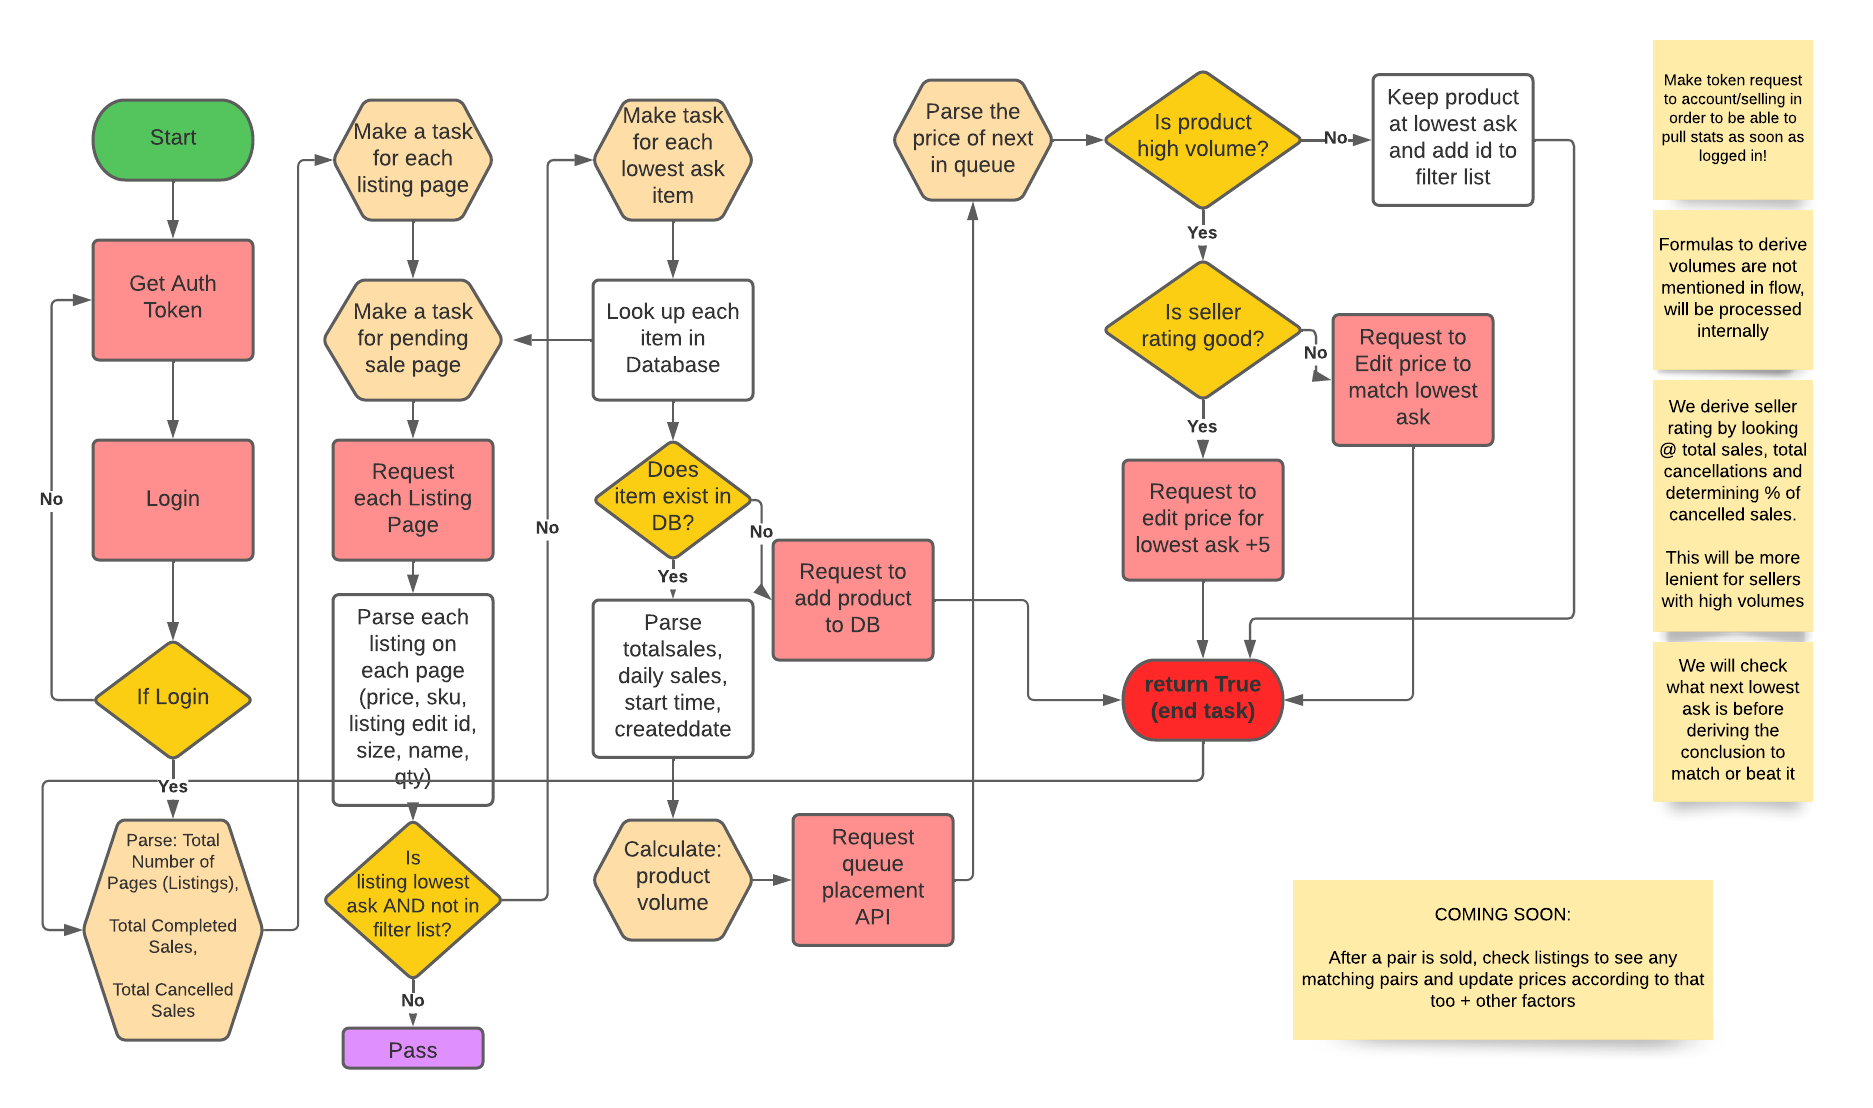 Start
Get Auth
Token
Login
No
If Login
Yes
Parse: Total
Number of
Pages (Listings),
Total Completed
Sales,
Total Cancelled
Sales
Make a task
for each
listing page
Make a task
for pending
sale page
Request
each Listing
Page
Parse each
listing on
each page
(price, sku,
listing edit id,
size, name,
qty)
Is
listing lowest
ask AND not in
filter list?
No
Pass
No
Make task
for each
lowest ask
item
Look up each
item in
Database
Does
item exist in
DB?
No
Yes
Request to
add product
to DB
Parse
totalsales,
daily sales,
start time,
createddate
Calculate:
product
volume
Request
queue
placement
API
Parse the
price of next
in queue
Is product
high volume?
No
Keep product
at lowest ask
and add id to
filter list
Yes
Is seller
rating good?
No
Request to
Edit price to
match lowest
ask
Yes
Request to
edit price for
lowest ask +5
return True
(end task)
Make token request
to account/selling in
order to be able to
pull stats as soon as
logged in!
Formulas to derive
volumes are not
mentioned in flow,
will be processed
internally
We derive seller
rating by looking
@ total sales, total
cancellations and
determining % of
cancelled sales.
This will be more
lenient for sellers
with high volumes
We will check
what next lowest
ask is before
deriving the
conclusion to
match or beat it
COMING SOON:
After a pair is sold, check listings to see any
matching pairs and update prices according to that
too + other factors